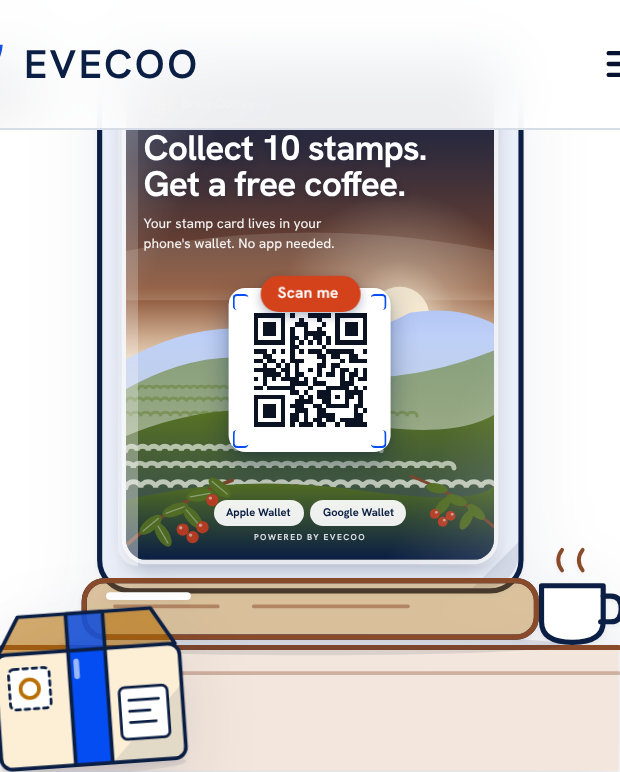 EVECOO
Collect 10 stamps.
Get a free coffee.
Your stamp card lives in your
phone's wallet. No app needed.
Scan me
Apple Wallet
Google Wallet
POWERED BY EVECOO